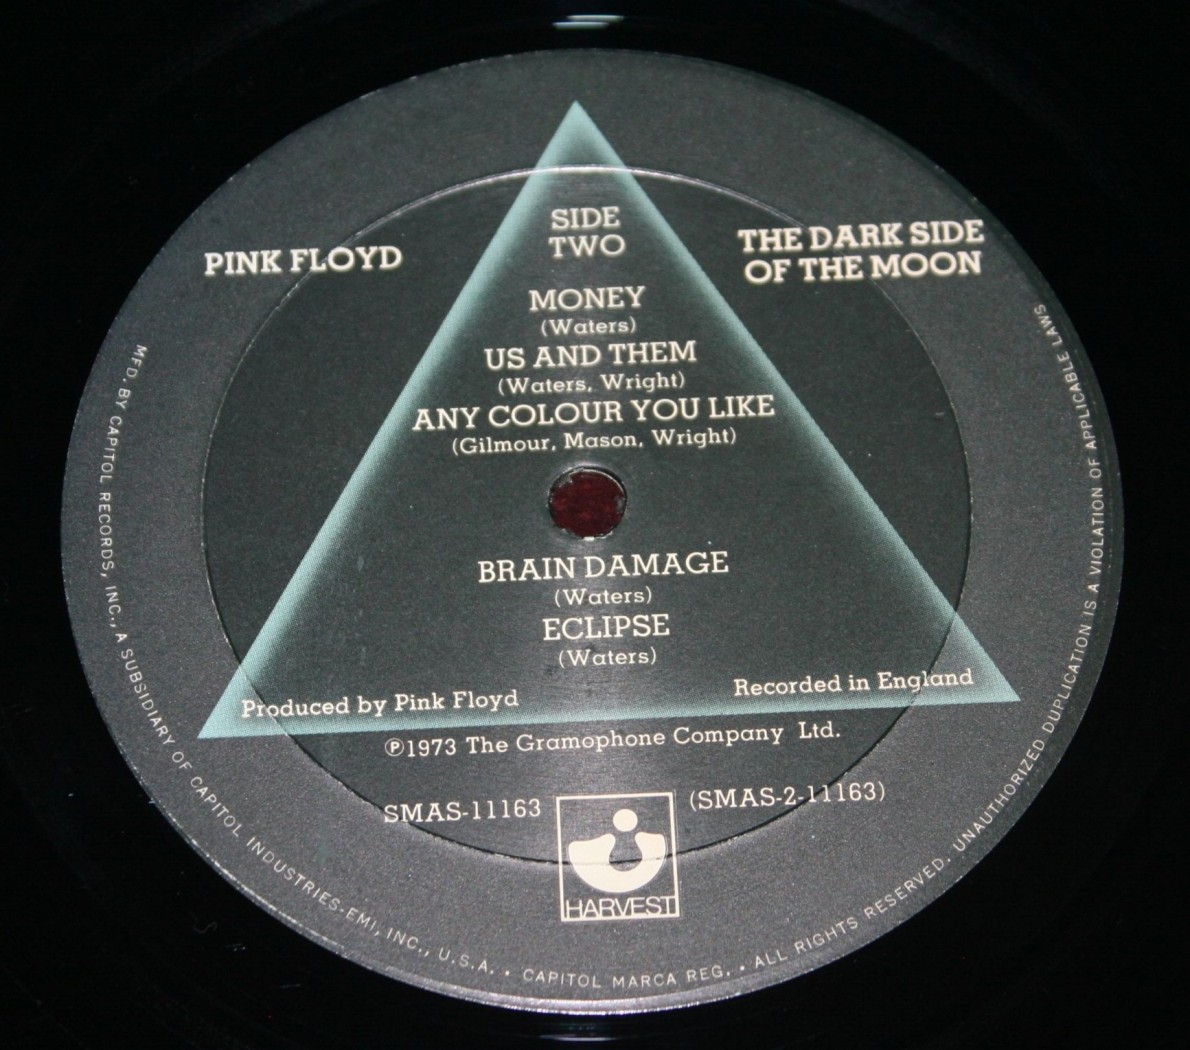 SIDE
TWO
PINK FLOYD
THE DARK SIDE
OF THE MOON
MONEY
(Waters)
US AND THEM
(Waters, Wright)
ANY COLOUR YOU LIKE
(Gilmour, Mason, Wright)
BRAIN DAMAGE
(Waters)
ECLIPSE
(Waters)
Produced by Pink Floyd
Recorded in England
℗1973 The Gramophone Company Ltd.
SMAS-11163
(SMAS-2-11163)
HARVEST
MFD. BY CAPITOL RECORDS, INC., A SUBSIDIARY OF CAPITOL INDUSTRIES-EMI, INC., U.S.A. • CAPITOL MARCA REG. • ALL RIGHTS RESERVED. UNAUTHORIZED DUPLICATION IS A VIOLATION OF APPLICABLE LAWS